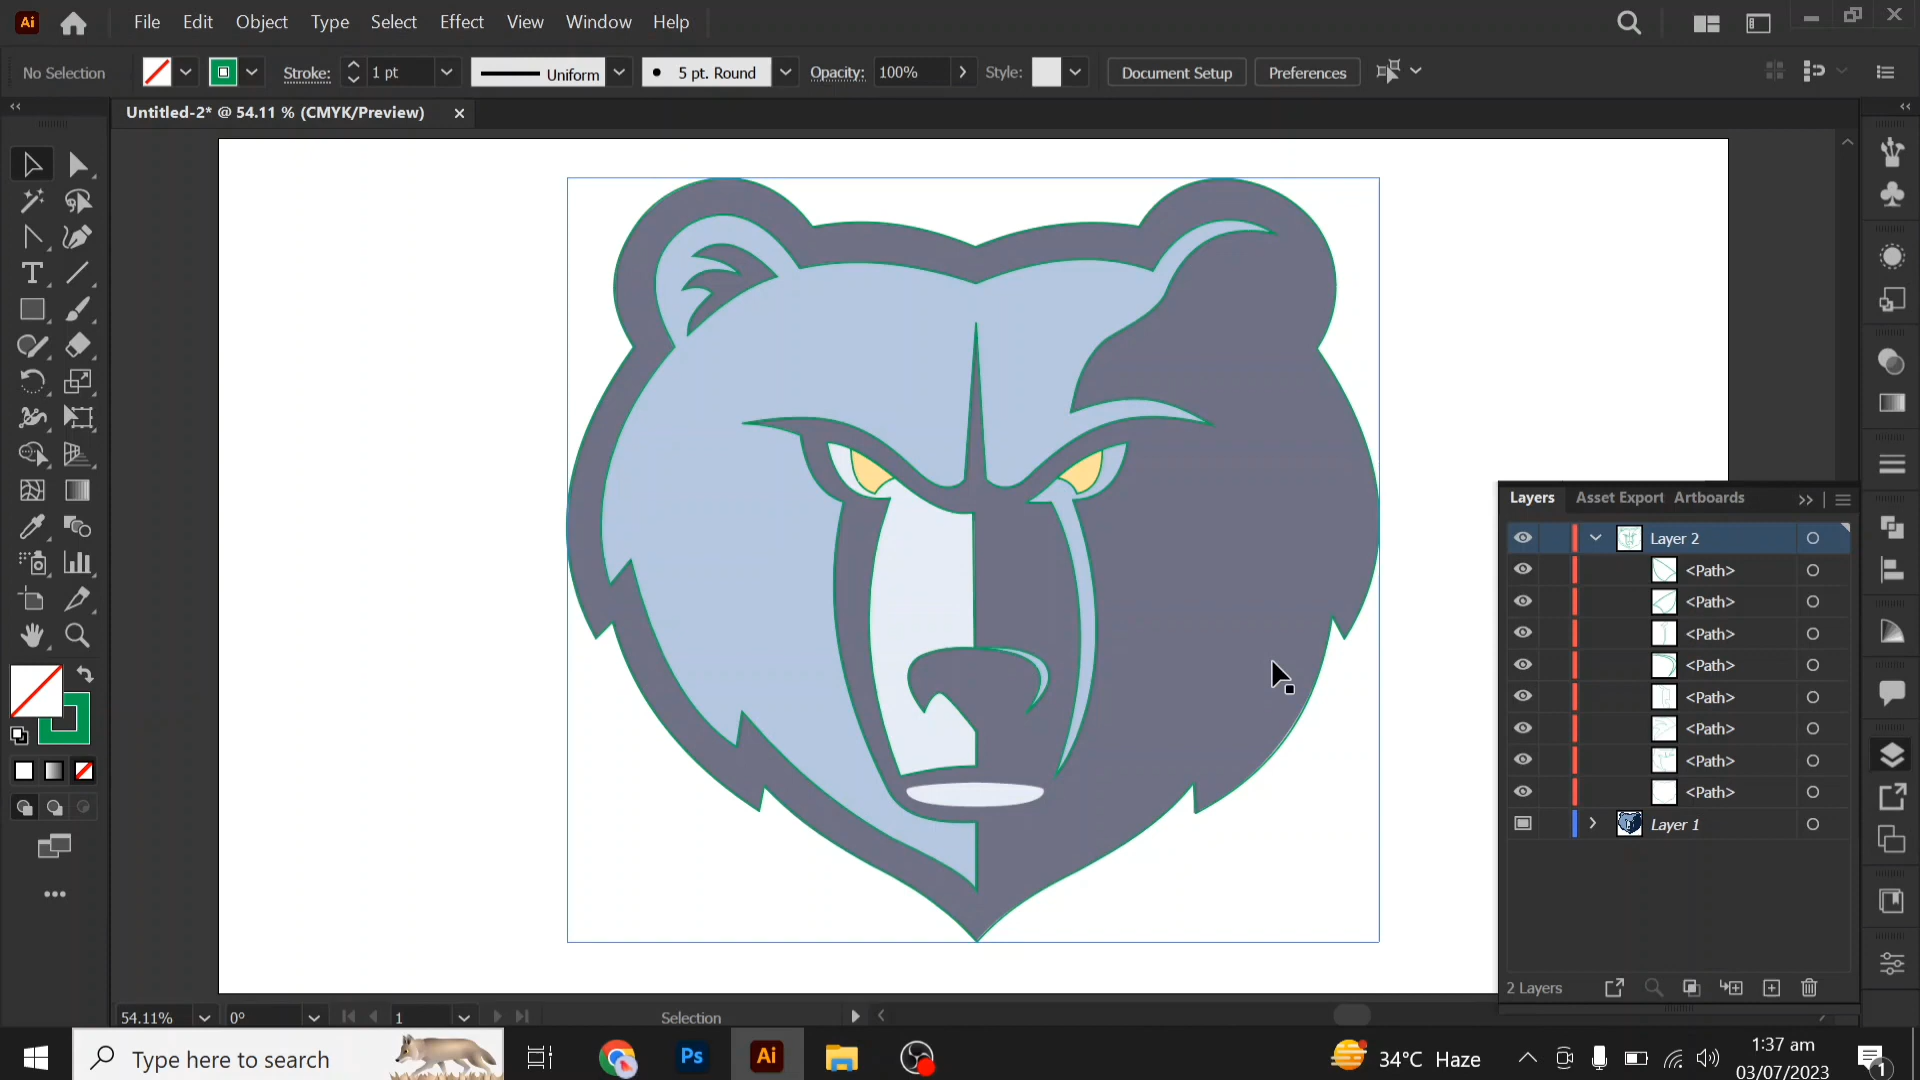 Ai File Edit Object Type Select Effect View Window Help
No Selection Stroke: 1 pt Uniform 5 pt. Round Opacity: 100% Style: Document Setup Preferences
Untitled-2* @ 54.11 % (CMYK/Preview)
Layers Asset Export Artboards
Layer 2
<Path>
<Path>
<Path>
<Path>
<Path>
<Path>
<Path>
<Path>
Layer 1
2 Layers
54.11% 0° 1 Selection
Type here to search Ps Ai 34°C Haze 1:37 am
03/07/2023 1